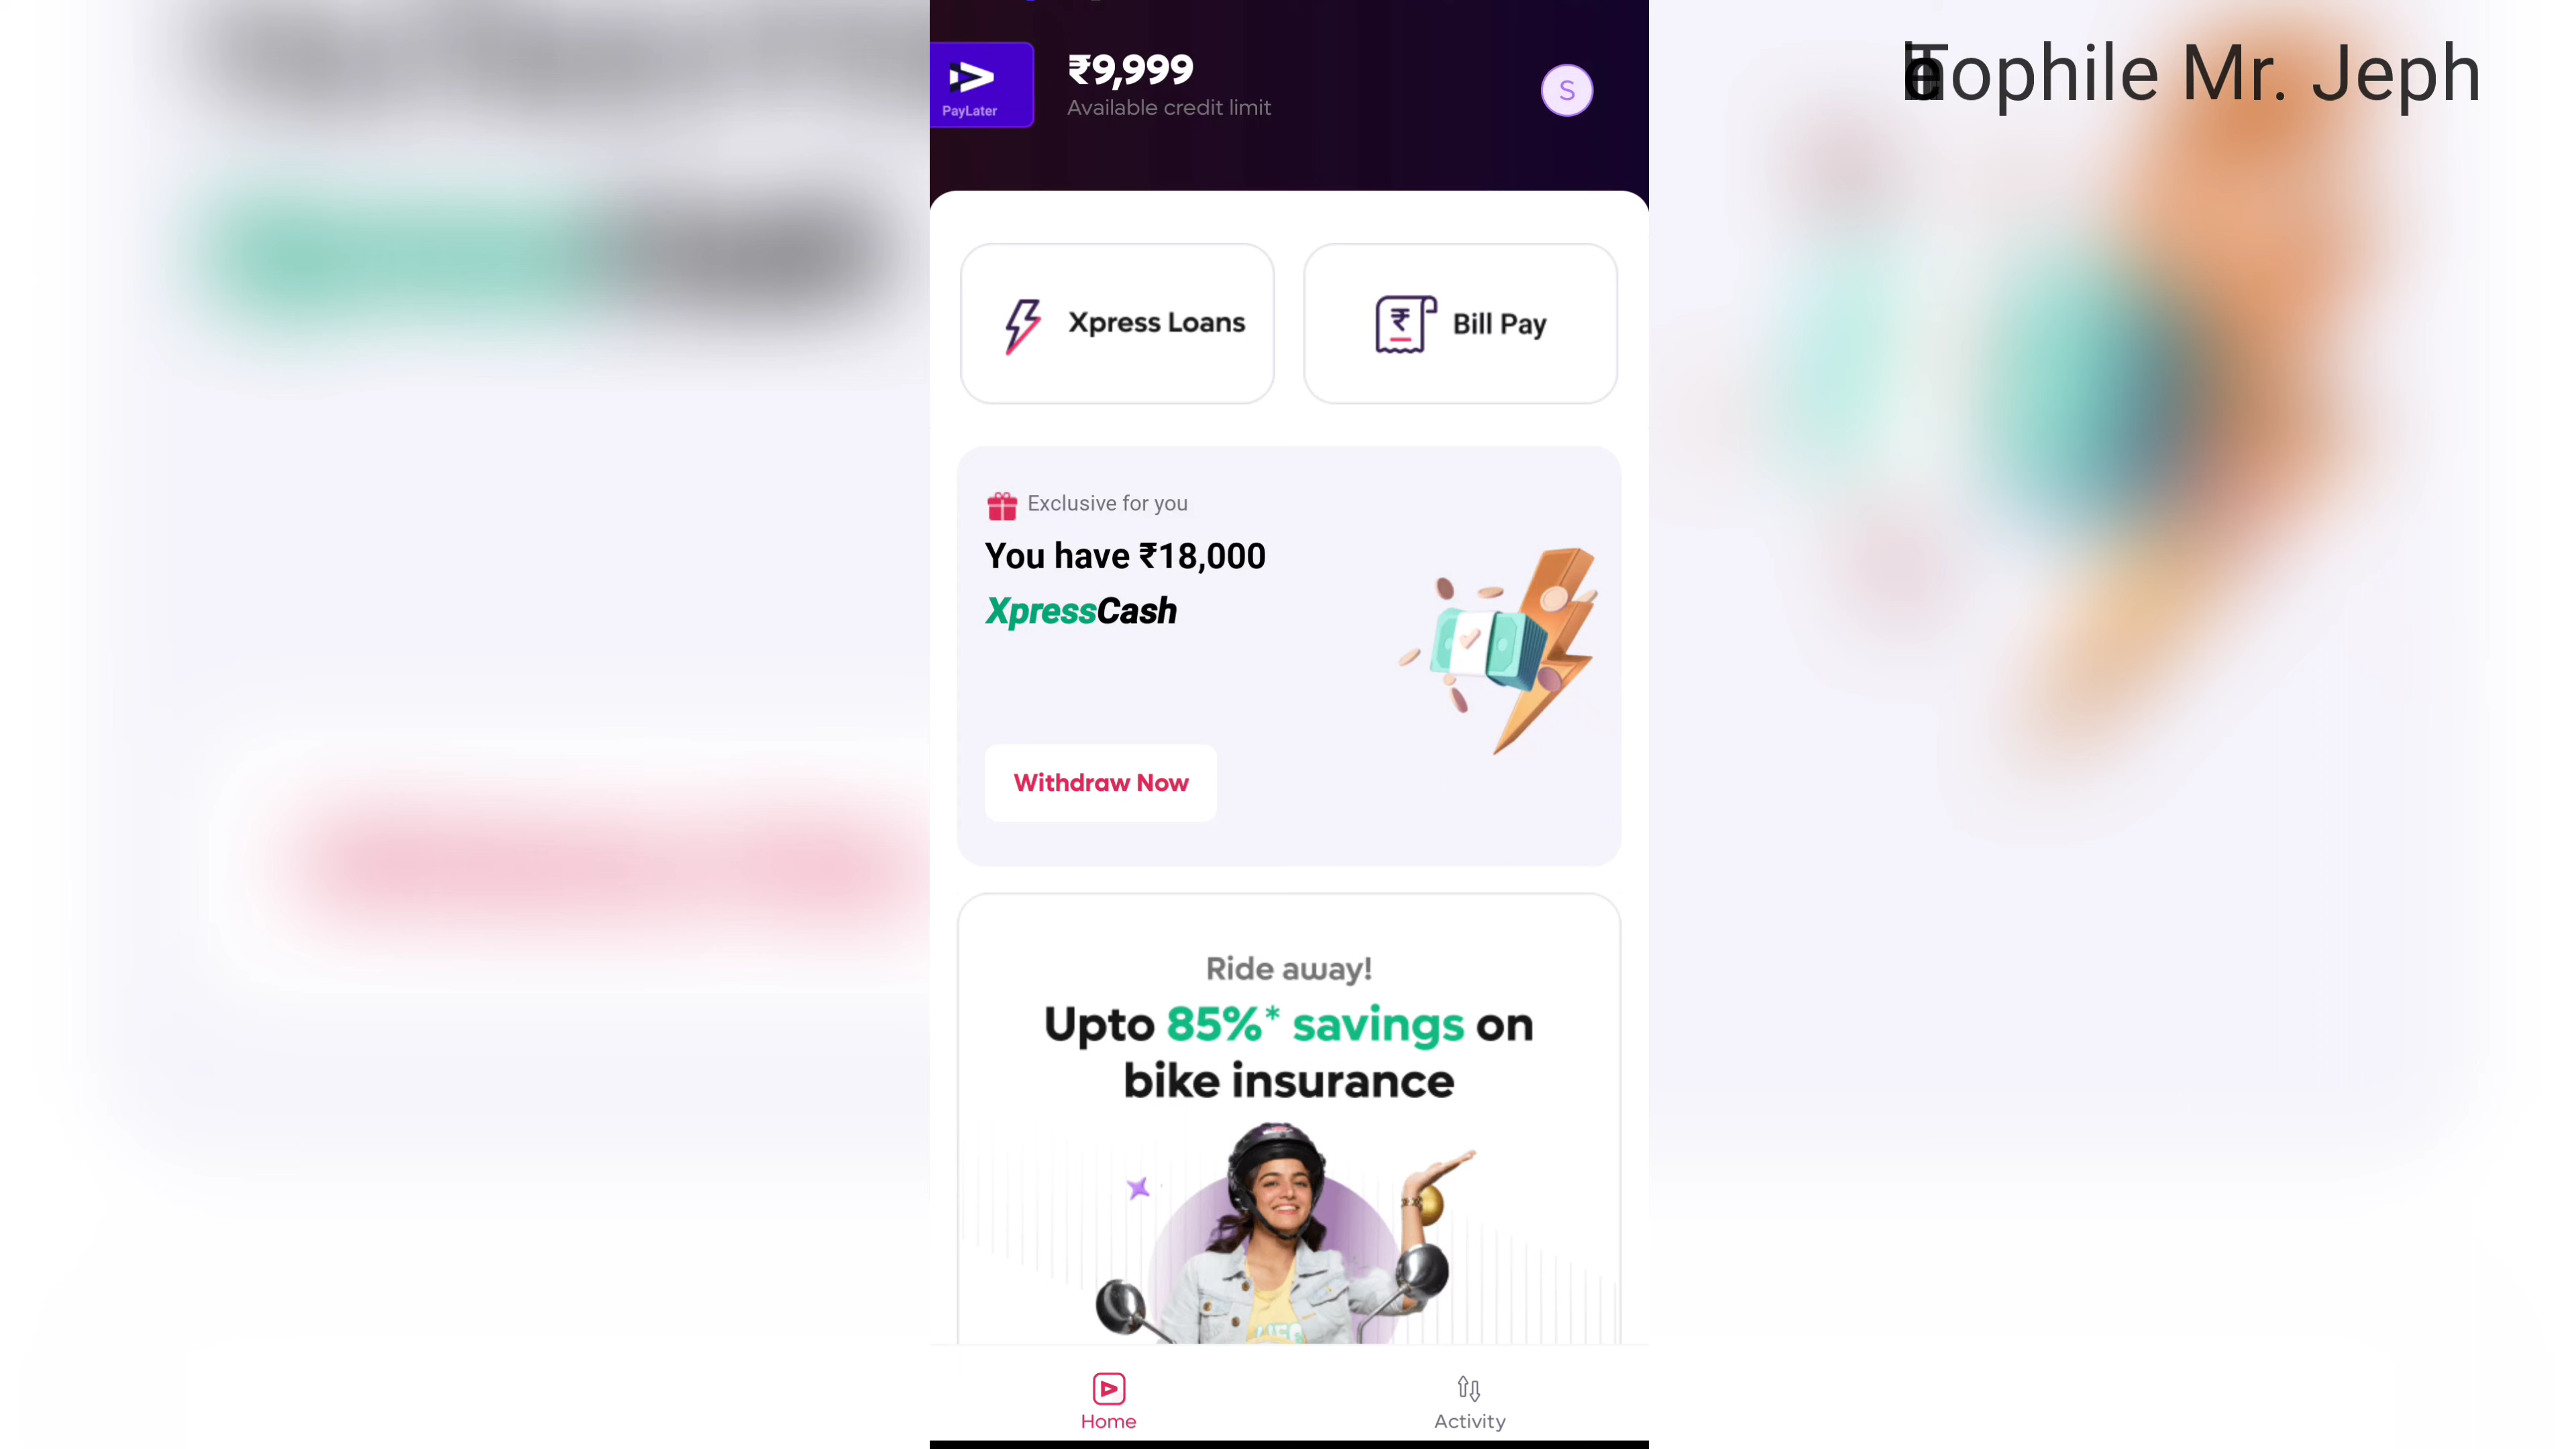 ₹9,999
PayLater
Available credit limit
S
ophile Mr. Jeph
Xpress Loans
Bill Pay
Exclusive for you
You have ₹18,000
XpressCash
Withdraw Now
Ride away!
Upto 85%* savings on
bike insurance
Home
Activity